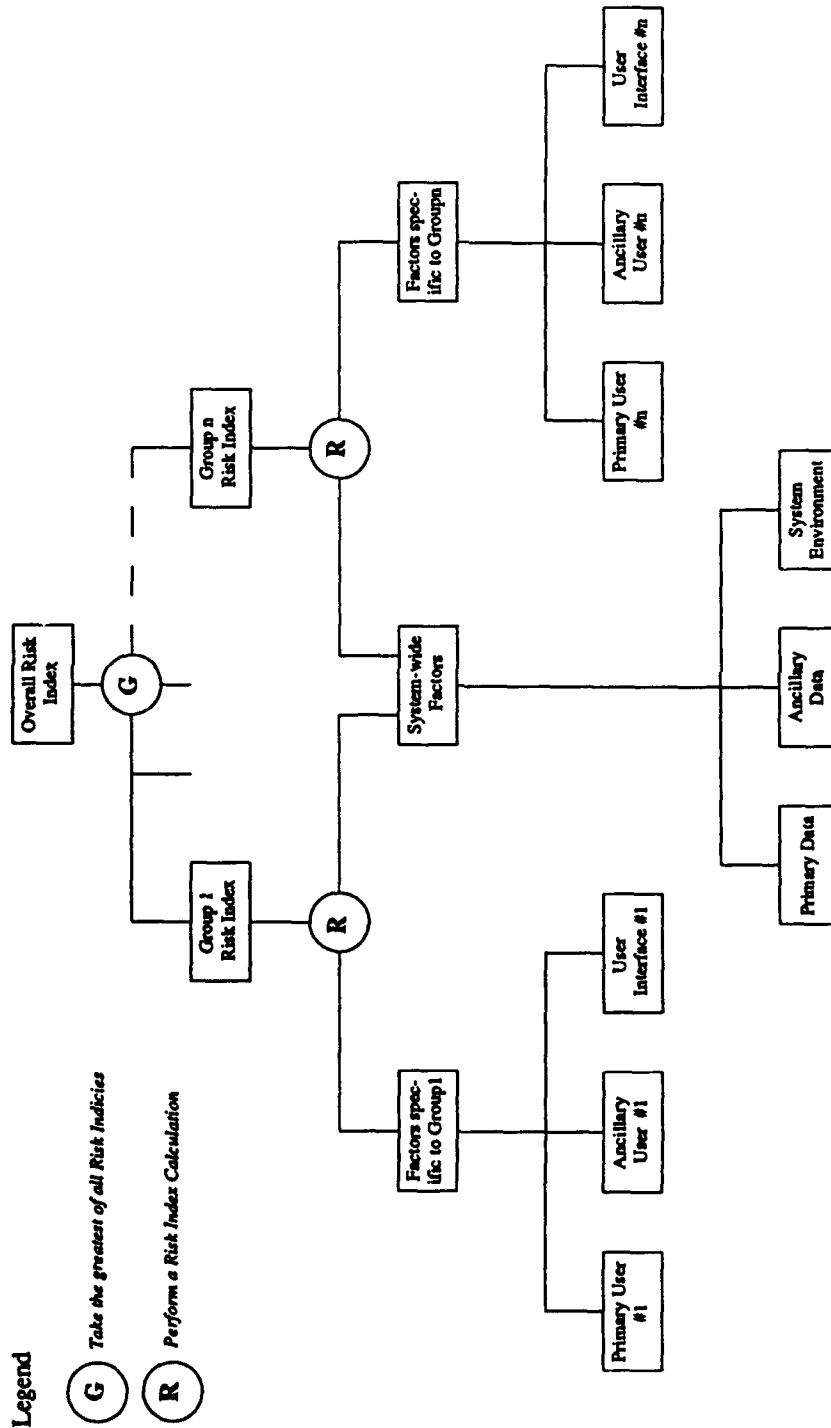 Legend
G
Take the greatest of all Risk Indicies
R
Perform a Risk Index Calculation
Overall Risk
Index
G
Group 1
Risk Index
Group n
Risk Index
R
R
Factors spec-
ific to Group1
System-wide
Factors
Factors spec-
ific to Groupn
Primary User
#1
Ancillary
User #1
User
Interface #1
Primary User
#n
Ancillary
User #n
User
Interface #n
Primary Data
Ancillary
Data
System
Environment